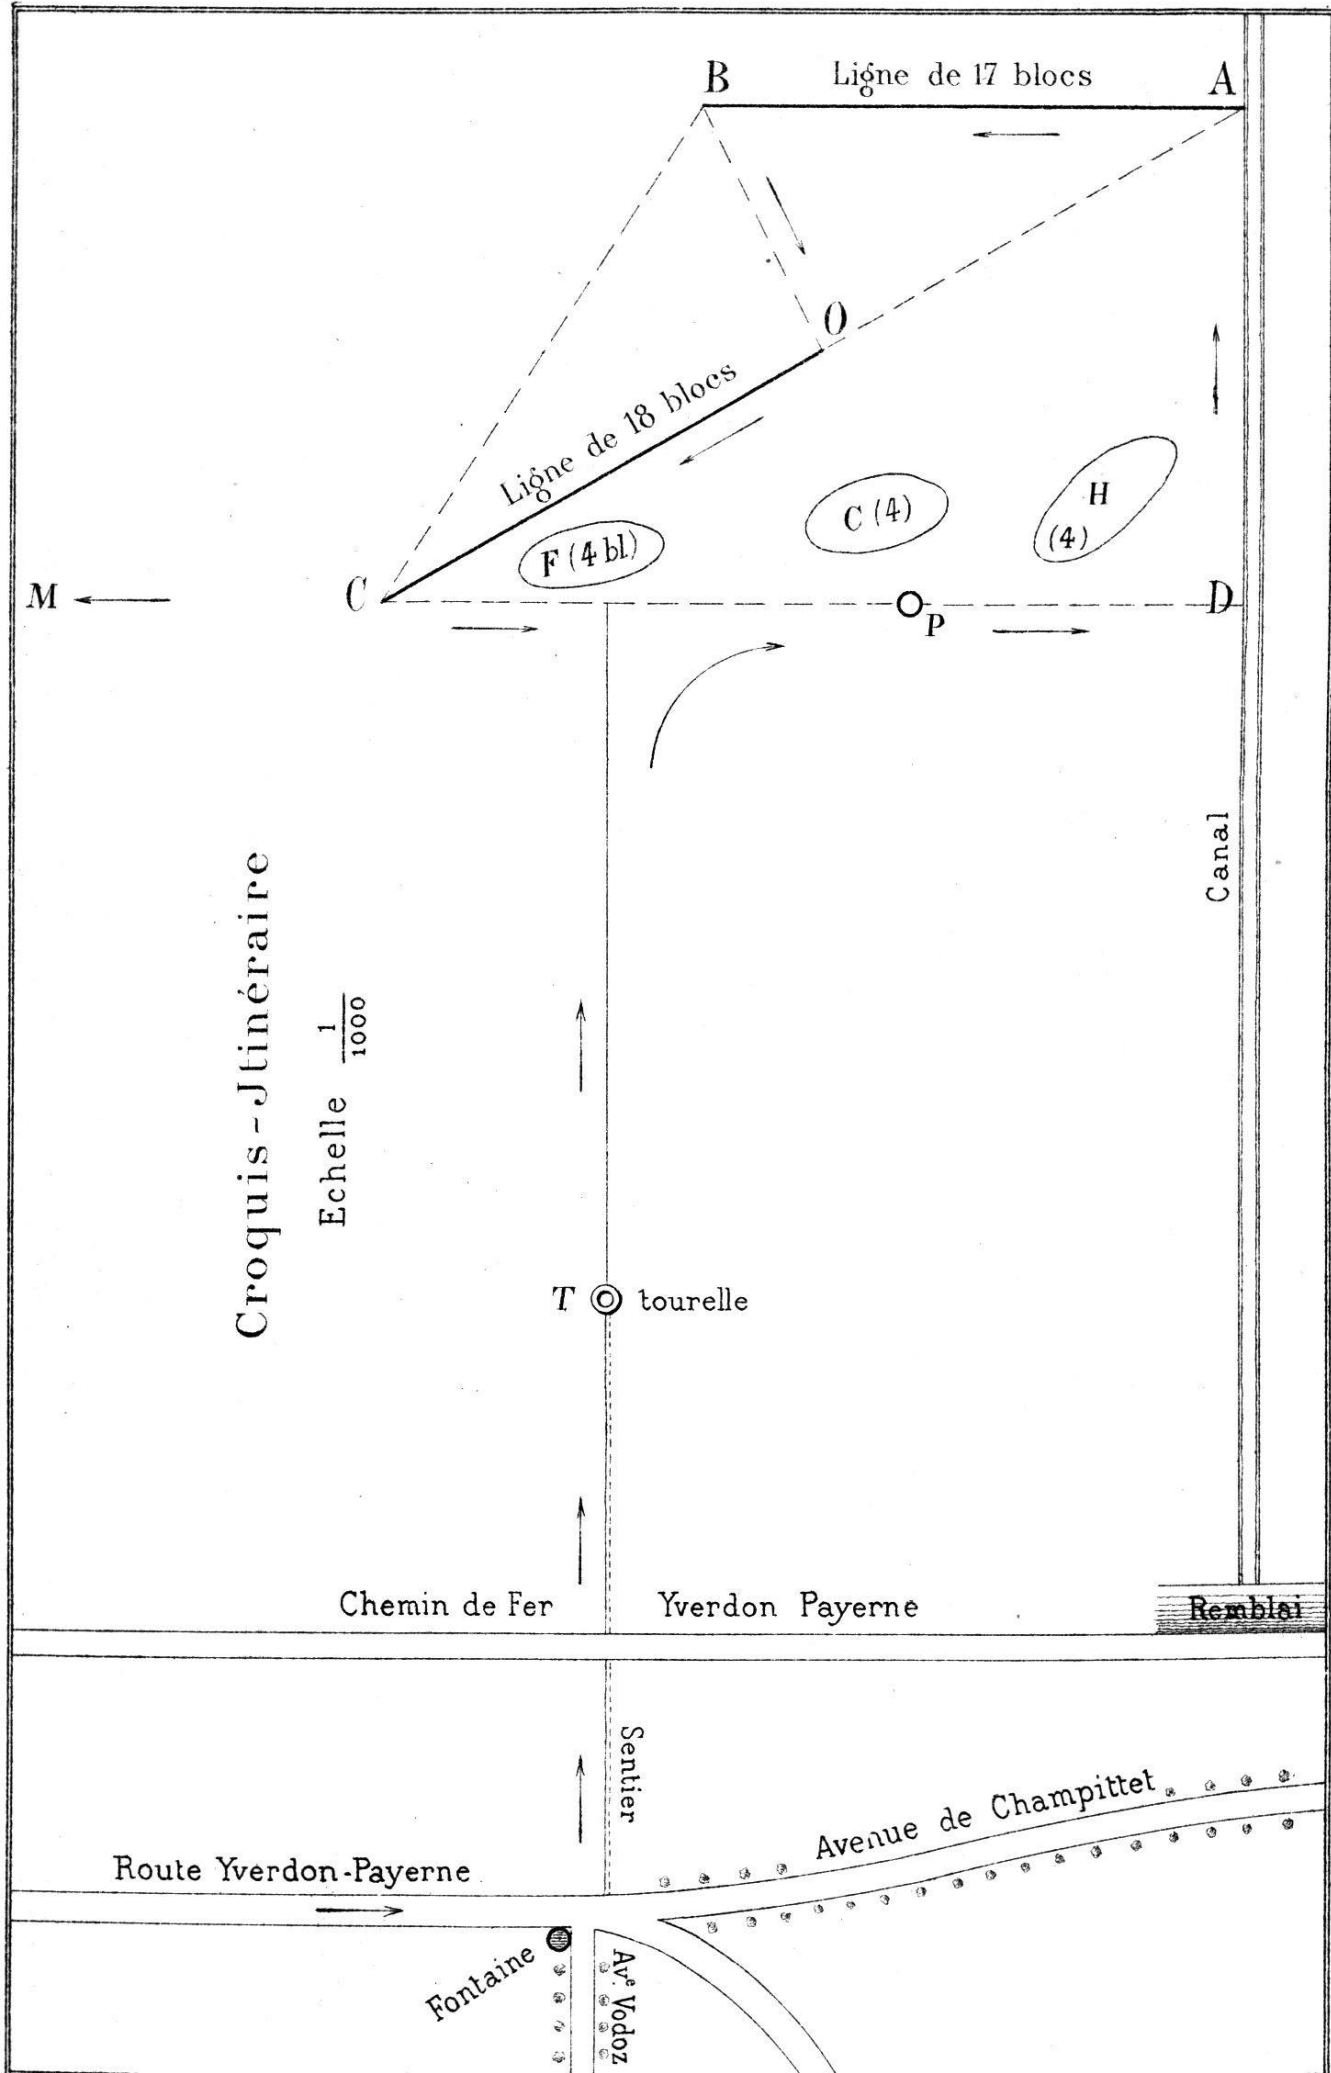 B Ligne de 17 blocs A
O
Ligne de 18 blocs
C (4)
H
(4)
F (4 bl)
M C P D
Canal
Croquis-Jtinéraire
Echelle 1
1000
T tourelle
Chemin de Fer Yverdon Payerne
Remblai
Sentier
Avenue de Champittet
Route Yverdon-Payerne
Fontaine
Avᵉ Vodoz